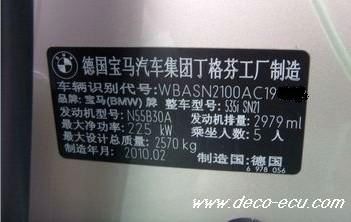 德国宝马汽车集团丁格芬工厂制造
车辆识别代号: WBASN2100AC19
品牌: 宝马(BMW) 牌 整车型号: 535i SN21
发动机型号: N55B30A 发动机排量: 2979 ml
最大净功率: 225 kW 乘坐人数: 5 人
最大设计总质量: 2570 kg
制造年月: 2010.02 制造国: 德国
6 978 056
www.deco-ecu.com